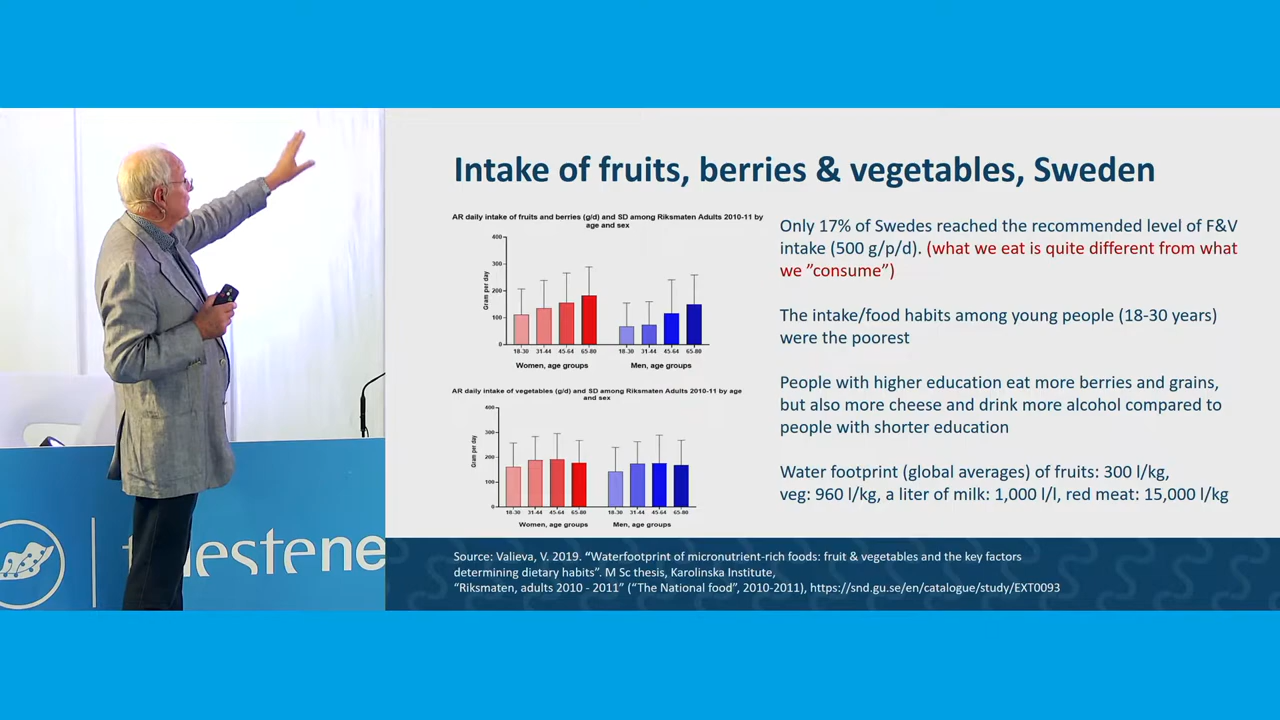 Intake of fruits, berries & vegetables, Sweden
AR daily intake of fruits and berries (g/d) and SD among Riksmaten Adults 2010-11 by
age and sex
400
300
200
100
0
Gram per day
18-30 31-44 45-64 65-80 18-30 31-44 45-64 65-80
Women, age groups Men, age groups
AR daily intake of vegetables (g/d) and SD among Riksmaten Adults 2010-11 by age
and sex
400
300
200
100
0
Gram per day
18-30 31-44 45-64 65-80 18-30 31-44 45-64 65-80
Women, age groups Men, age groups
Only 17% of Swedes reached the recommended level of F&V
intake (500 g/p/d). (what we eat is quite different from what
we ”consume”)
The intake/food habits among young people (18-30 years)
were the poorest
People with higher education eat more berries and grains,
but also more cheese and drink more alcohol compared to
people with shorter education
Water footprint (global averages) of fruits: 300 l/kg,
veg: 960 l/kg, a liter of milk: 1,000 l/l, red meat: 15,000 l/kg
Source: Valieva, V. 2019. “Waterfootprint of micronutrient-rich foods: fruit & vegetables and the key factors
determining dietary habits”. M Sc thesis, Karolinska Institute,
“Riksmaten, adults 2010 - 2011” (“The National food”, 2010-2011), https://snd.gu.se/en/catalogue/study/EXT0093